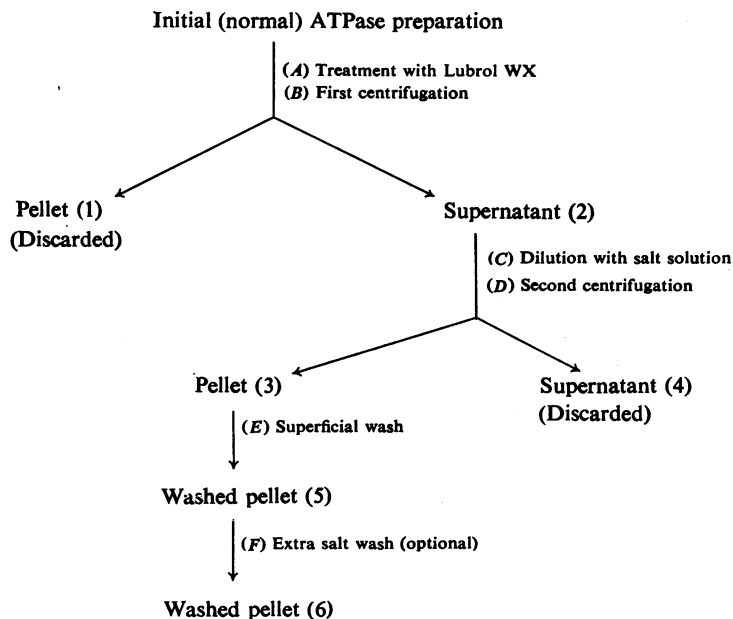 Initial (normal) ATPase preparation
(A) Treatment with Lubrol WX
(B) First centrifugation
Pellet (1)
(Discarded)
Supernatant (2)
(C) Dilution with salt solution
(D) Second centrifugation
Pellet (3)
Supernatant (4)
(Discarded)
(E) Superficial wash
Washed pellet (5)
(F) Extra salt wash (optional)
Washed pellet (6)